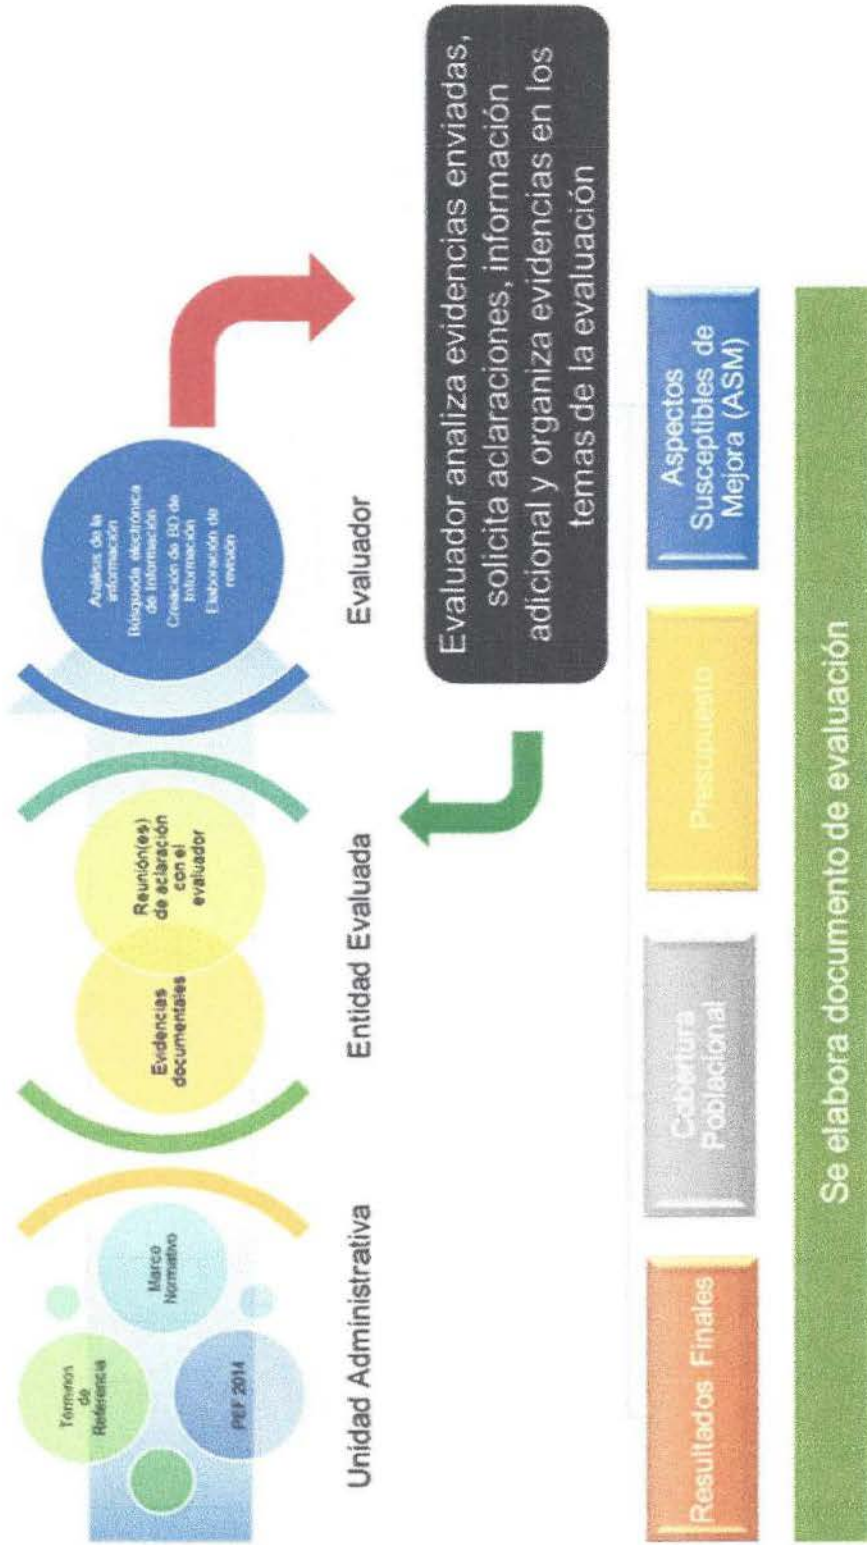 Términos
de
Referencia
Marco
Normativo
PEF 2014
Unidad Administrativa
Evidencias
documentales
Reunión(es)
de aclaración
con el
evaluador
Entidad Evaluada
Análisis de la
información
Búsqueda electrónica
de Información
Creación de BD de
Información
Elaboración de
revisión
Evaluador
Evaluador analiza evidencias enviadas,
solicita aclaraciones, información
adicional y organiza evidencias en los
temas de la evaluación
Resultados Finales
Cobertura
Poblacional
Presupuesto
Aspectos
Susceptibles de
Mejora (ASM)
Se elabora documento de evaluación